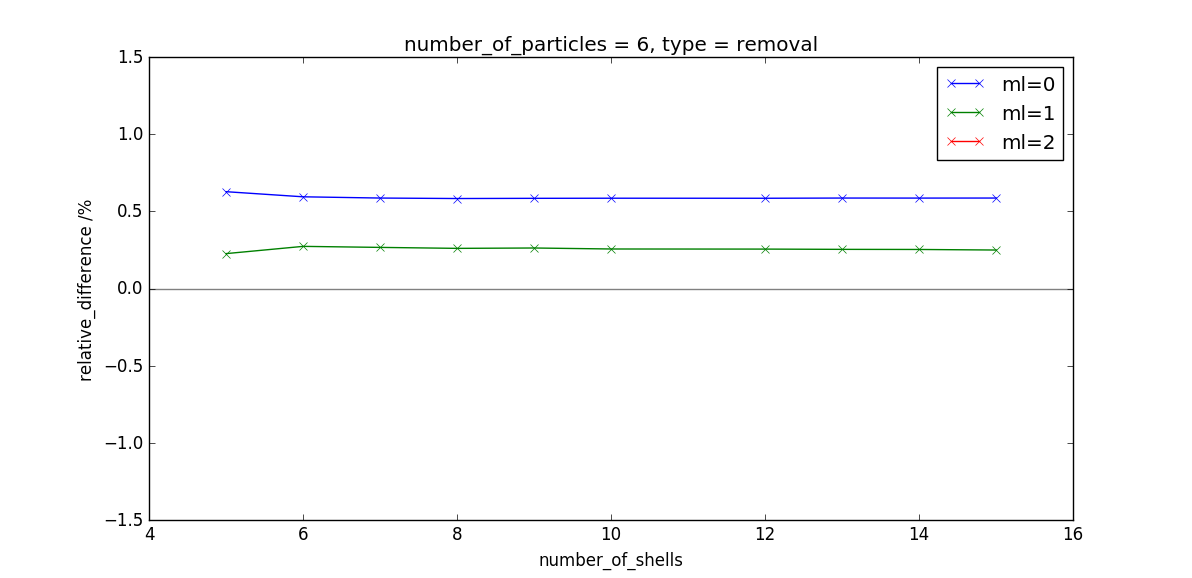 number_of_particles = 6, type = removal
1.5
1.0
0.5
0.0
−0.5
−1.0
−1.5
relative_difference /%
ml=0
ml=1
ml=2
4 6 8 10 12 14 16
number_of_shells